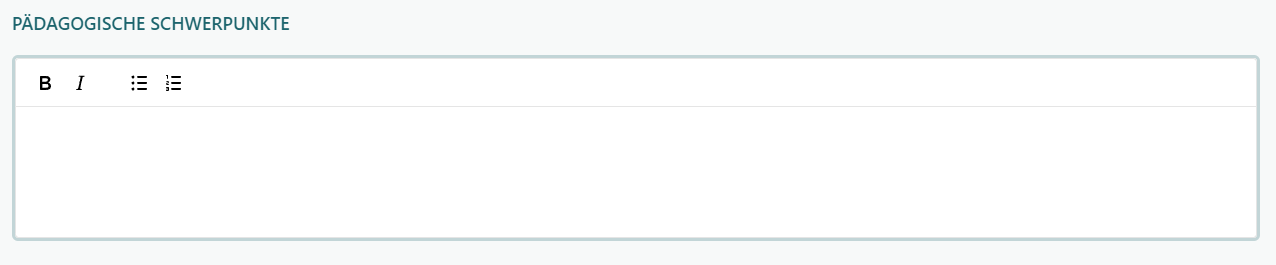 PÄDAGOGISCHE SCHWERPUNKTE
B I